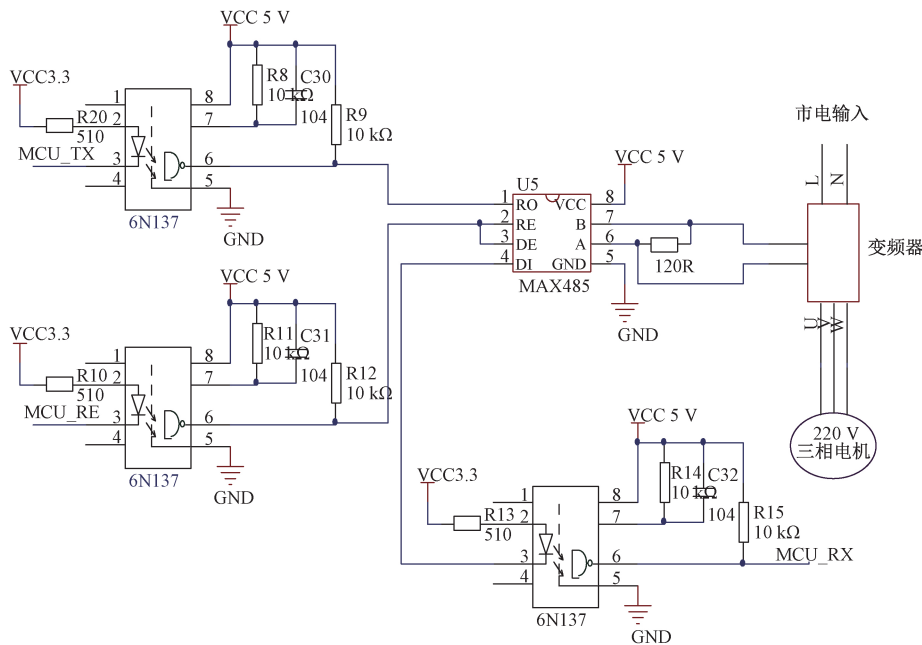 VCC 5 V
VCC3.3
R20
510
MCU_TX
1
2
3
4
8
7
6
5
6N137
R8
10 kΩ
C30
104
R9
10 kΩ
GND
VCC 5 V
VCC3.3
R10
510
MCU_RE
1
2
3
4
8
7
6
5
6N137
R11
10 kΩ
C31
104
R12
10 kΩ
GND
U5
1
2
3
4
RO
RE
DE
DI
VCC
B
A
GND
8
7
6
5
MAX485
VCC 5 V
120R
GND
市电输入
L
N
变频器
U
V
W
220 V
三相电机
VCC 5 V
VCC3.3
R13
510
1
2
3
4
8
7
6
5
6N137
R14
10 kΩ
C32
104
R15
10 kΩ
MCU_RX
GND